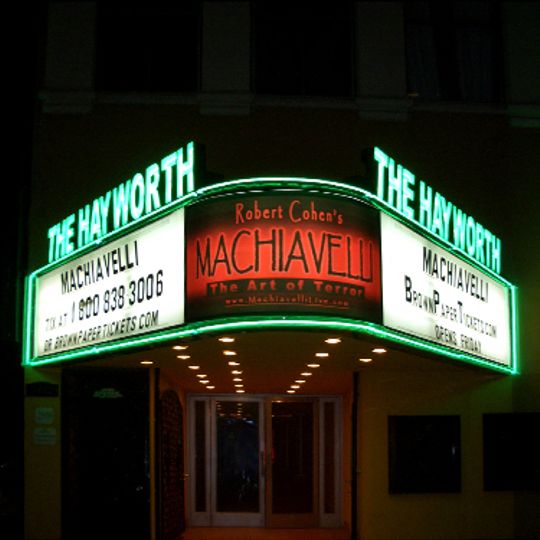 THE HAYWORTH
MACHIAVELLI
TIX AT 1 800 838 3006
OR BROWNPAPERTICKETS.COM
Robert Cohen's
MACHIAVELLI
The Art of Terror
www.MachiavelliLive.com
THE HAYWORTH
MACHIAVELLI
BROWNPAPERTICKETS.COM
OPENS FRIDAY